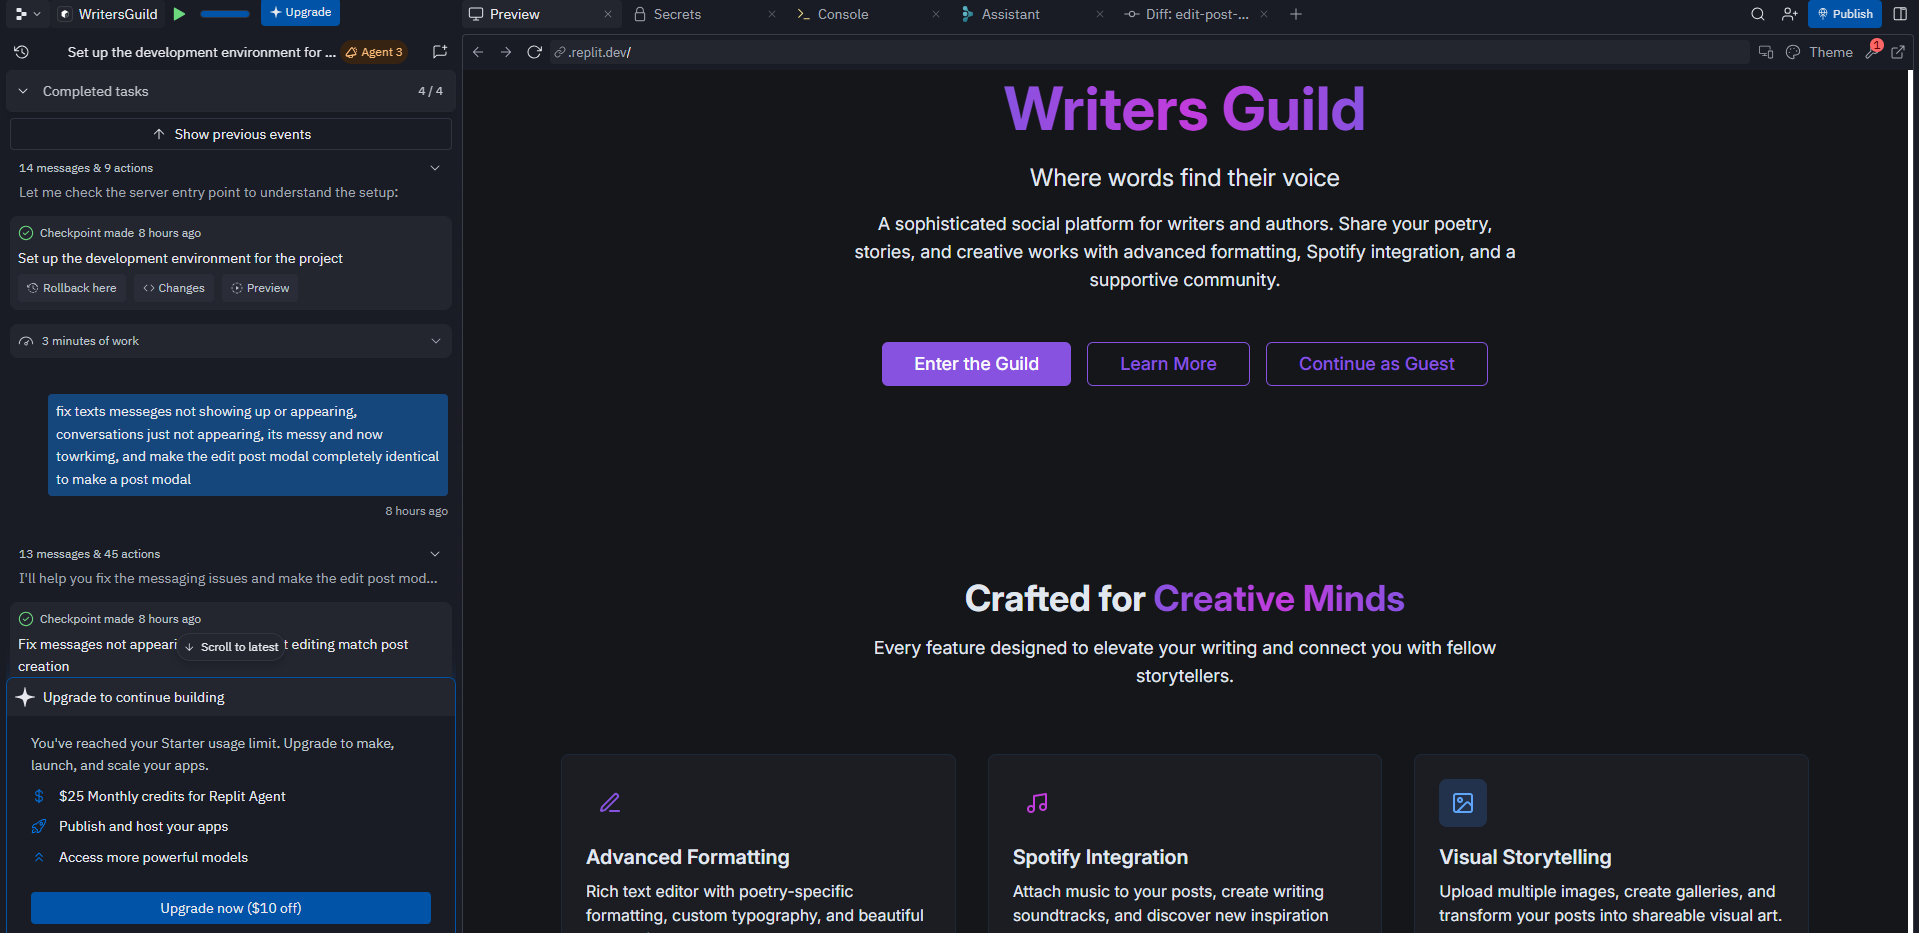 WritersGuild
Upgrade
Preview
Secrets
Console
Assistant
Diff: edit-post-...
Publish
Set up the development environment for ...
Agent 3
.replit.dev/
Theme
1
Completed tasks
4 / 4
Show previous events
14 messages & 9 actions
Let me check the server entry point to understand the setup:
Checkpoint made 8 hours ago
Set up the development environment for the project
Rollback here
Changes
Preview
3 minutes of work
fix texts messeges not showing up or appearing,
conversations just not appearing, its messy and now
towrkimg, and make the edit post modal completely identical
to make a post modal
8 hours ago
13 messages & 45 actions
I'll help you fix the messaging issues and make the edit post mod...
Checkpoint made 8 hours ago
Fix messages not appeari
Scroll to latest
t editing match post
creation
Upgrade to continue building
You've reached your Starter usage limit. Upgrade to make,
launch, and scale your apps.
$25 Monthly credits for Replit Agent
Publish and host your apps
Access more powerful models
Upgrade now ($10 off)
Writers Guild
Where words find their voice
A sophisticated social platform for writers and authors. Share your poetry,
stories, and creative works with advanced formatting, Spotify integration, and a
supportive community.
Enter the Guild
Learn More
Continue as Guest
Crafted for Creative Minds
Every feature designed to elevate your writing and connect you with fellow
storytellers.
Advanced Formatting
Rich text editor with poetry-specific
formatting, custom typography, and beautiful
Spotify Integration
Attach music to your posts, create writing
soundtracks, and discover new inspiration
Visual Storytelling
Upload multiple images, create galleries, and
transform your posts into shareable visual art.